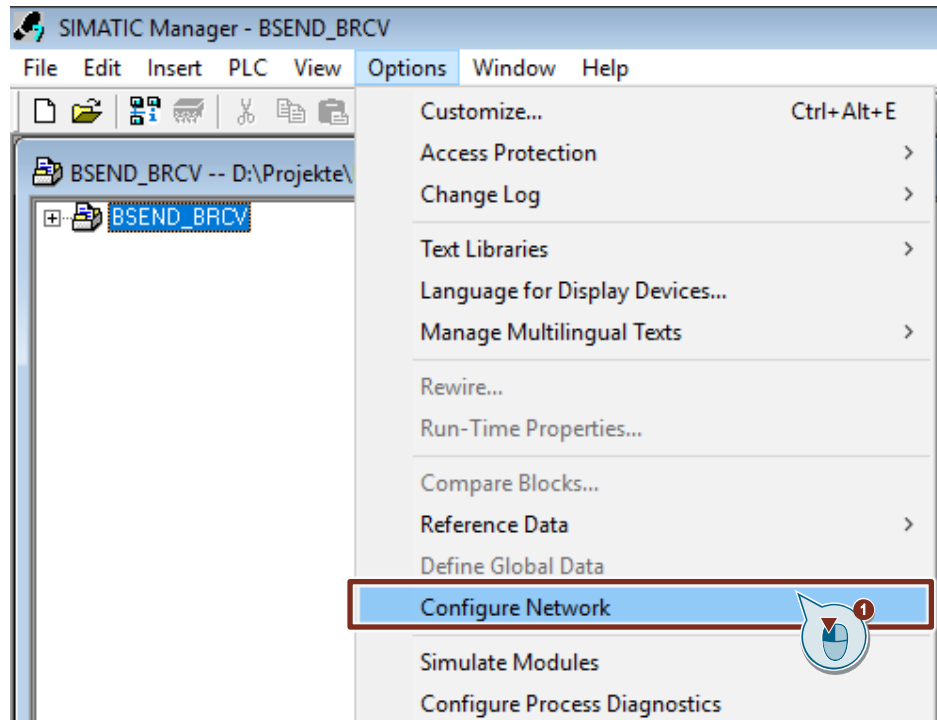 SIMATIC Manager - BSEND_BRCV
File Edit Insert PLC View Options Window Help
Customize... Ctrl+Alt+E
BSEND_BRCV -- D:\Projekte\
Access Protection
Change Log
BSEND_BRCV
Text Libraries
Language for Display Devices...
Manage Multilingual Texts
Rewire...
Run-Time Properties...
Compare Blocks...
Reference Data
Define Global Data
Configure Network
1
Simulate Modules
Configure Process Diagnostics